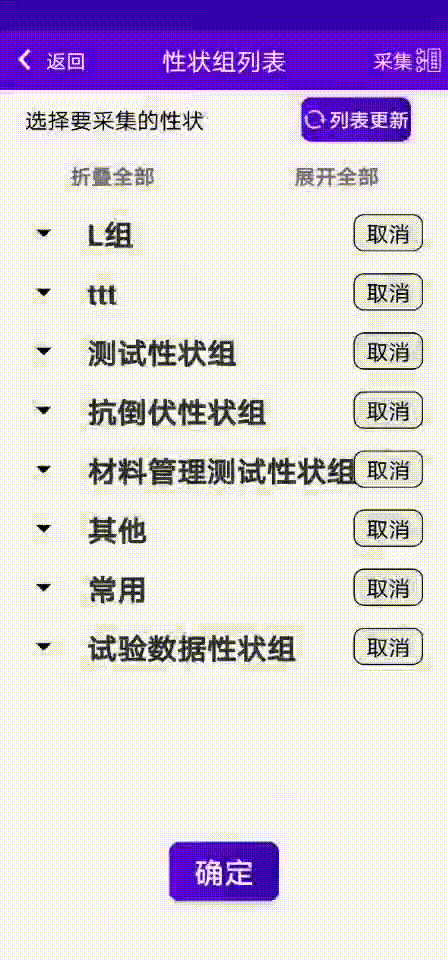 返回 性状组列表 采集
选择要采集的性状 列表更新
折叠全部 展开全部
L组 取消
ttt 取消
测试性状组 取消
抗倒伏性状组 取消
材料管理测试性状组 取消
其他 取消
常用 取消
试验数据性状组 取消
确定